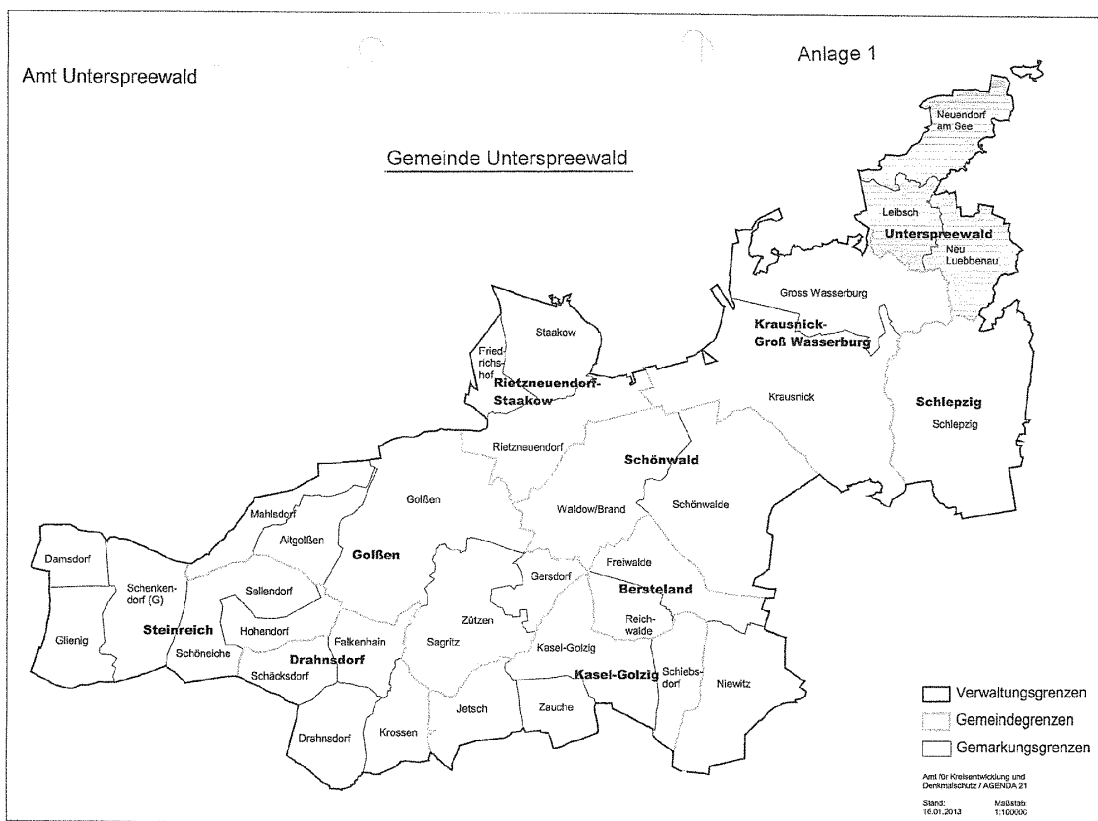 Anlage 1
Amt Unterspreewald
Gemeinde Unterspreewald
Neuendorf
am See
Leibsch
Unterspreewald
Neu
Luebbenau
Gross Wasserburg
Krausnick-
Groß Wasserburg
Staakow
Fried-
richs-
hof
Rietzneuendorf-
Staakow
Krausnick
Schlepzig
Schlepzig
Rietzneuendorf
Schönwald
Golßen
Waldow/Brand
Schönwalde
Mahlsdorf
Altgolßen
Golßen
Damsdorf
Freiwalde
Gersdorf
Schenken-
dorf (G)
Sellendorf
Bersteland
Zützen
Reich-
walde
Steinreich
Hohendorf
Glienig
Falkenhain
Sagritz
Schöneiche
Drahnsdorf
Kasel-Golzig
Schäcksdorf
Kasel-Golzig
Schiebs-
dorf
Niewitz
Jetsch
Zauche
Drahnsdorf
Krossen
Verwaltungsgrenzen
Gemeindegrenzen
Gemarkungsgrenzen
Amt für Kreisentwicklung und
Denkmalschutz / AGENDA 21
Stand: Maßstab:
16.01.2013 1:100000